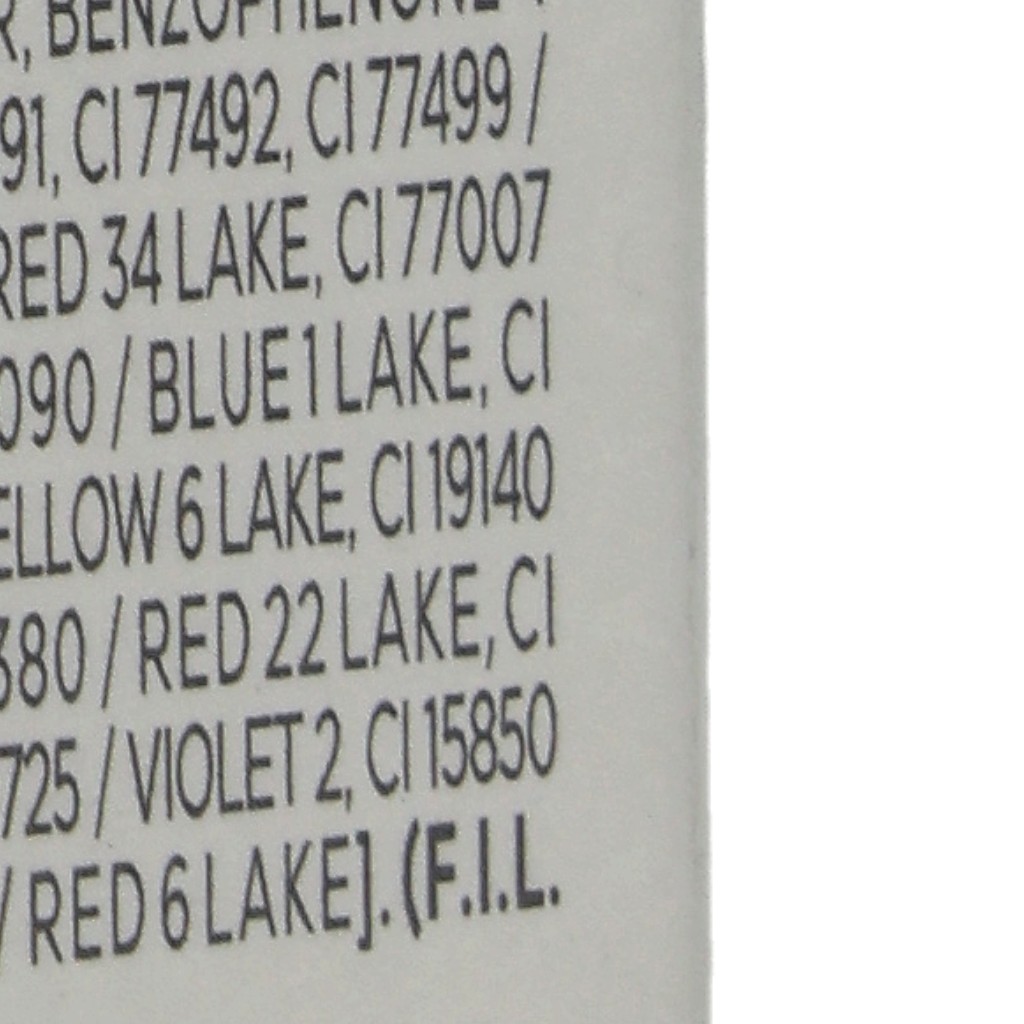 R, BENZOPHENONE-4
91, CI 77492, CI 77499 /
RED 34 LAKE, CI 77007
090 / BLUE 1 LAKE, CI
ELLOW 6 LAKE, CI 19140
380 / RED 22 LAKE, CI
725 / VIOLET 2, CI 15850
/ RED 6 LAKE]. (F.I.L.